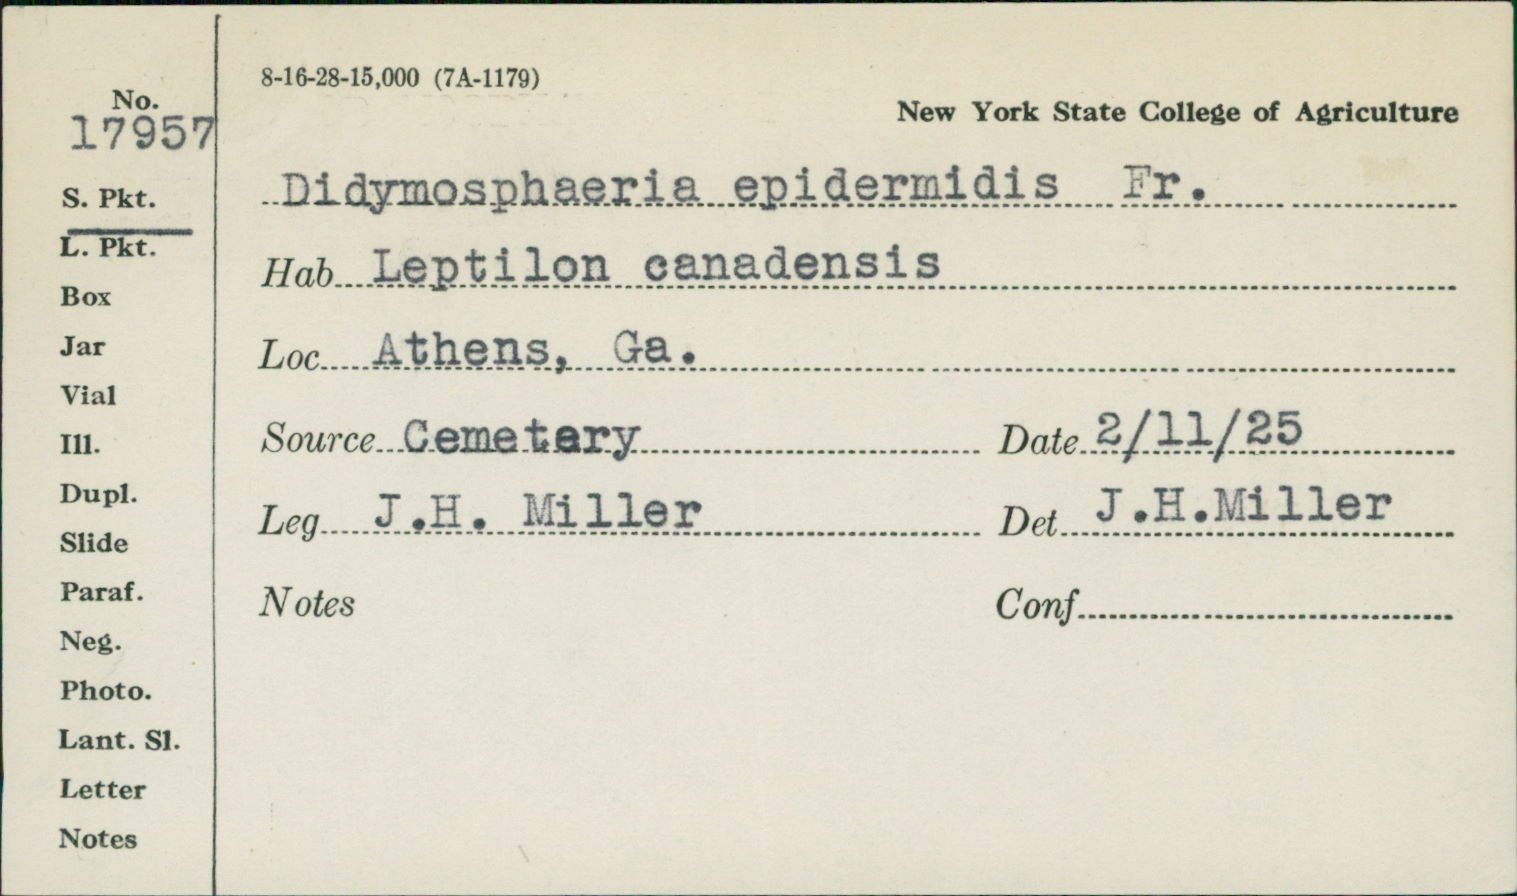 8-16-28-15,000 (7A-1179)
New York State College of Agriculture
No.
17957
S. Pkt.
L. Pkt.
Box
Jar
Vial
Ill.
Dupl.
Slide
Paraf.
Neg.
Photo.
Lant. Sl.
Letter
Notes
Didymosphaeria epidermidis Fr.
Hab Leptilon canadensis
Loc Athens, Ga.
Source Cemetery Date 2/11/25
Leg J.H. Miller Det J.H.Miller
Notes Conf